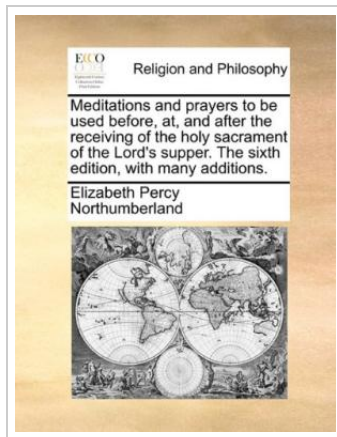 ECCO
Religion and Philosophy
Meditations and prayers to be
used before, at, and after the
receiving of the holy sacrament
of the Lord's supper. The sixth
edition, with many additions.
Elizabeth Percy
Northumberland